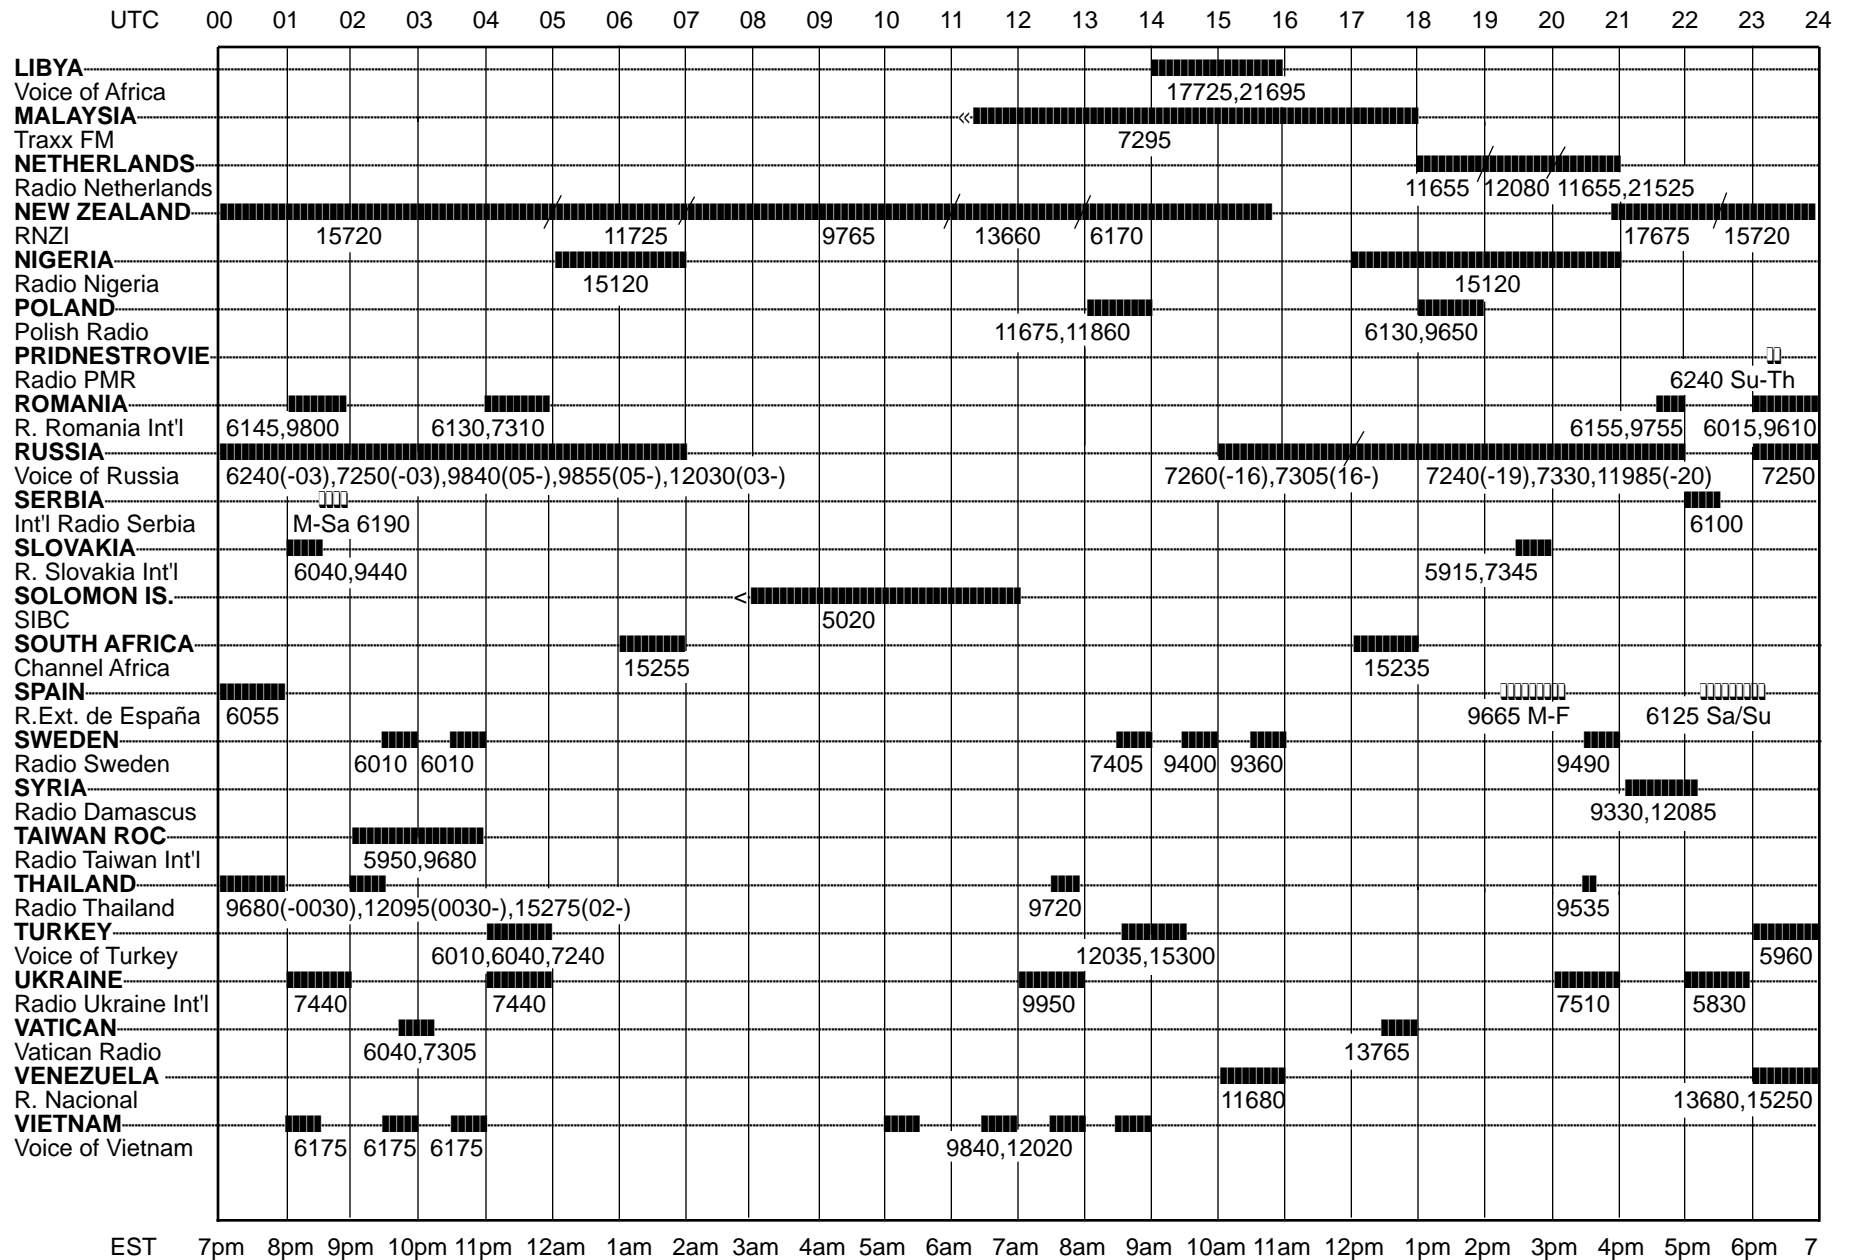 UTC 00 01 02 03 04 05 06 07 08 09 10 11 12 13 14 15 16 17 18 19 20 21 22 23 24
LIBYA
Voice of Africa 17725,21695
MALAYSIA «
Traxx FM 7295
NETHERLANDS
Radio Netherlands 11655 12080 11655,21525
NEW ZEALAND
RNZI 15720 11725 9765 13660 6170 17675 15720
NIGERIA
Radio Nigeria 15120 15120
POLAND
Polish Radio 11675,11860 6130,9650
PRIDNESTROVIE
Radio PMR 6240 Su-Th
ROMANIA
R. Romania Int'l 6145,9800 6130,7310 6155,9755 6015,9610
RUSSIA
Voice of Russia 6240(-03),7250(-03),9840(05-),9855(05-),12030(03-) 7260(-16),7305(16-) 7240(-19),7330,11985(-20) 7250
SERBIA
Int'l Radio Serbia M-Sa 6190 6100
SLOVAKIA
R. Slovakia Int'l 6040,9440 5915,7345
SOLOMON IS. <
SIBC 5020
SOUTH AFRICA
Channel Africa 15255 15235
SPAIN
R.Ext. de España 6055 9665 M-F 6125 Sa/Su
SWEDEN
Radio Sweden 6010 6010 7405 9400 9360 9490
SYRIA
Radio Damascus 9330,12085
TAIWAN ROC
Radio Taiwan Int'l 5950,9680
THAILAND
Radio Thailand 9680(-0030),12095(0030-),15275(02-) 9720 9535
TURKEY
Voice of Turkey 6010,6040,7240 12035,15300 5960
UKRAINE
Radio Ukraine Int'l 7440 7440 9950 7510 5830
VATICAN
Vatican Radio 6040,7305 13765
VENEZUELA
R. Nacional 11680 13680,15250
VIETNAM
Voice of Vietnam 6175 6175 6175 9840,12020
EST 7pm 8pm 9pm 10pm 11pm 12am 1am 2am 3am 4am 5am 6am 7am 8am 9am 10am 11am 12pm 1pm 2pm 3pm 4pm 5pm 6pm 7